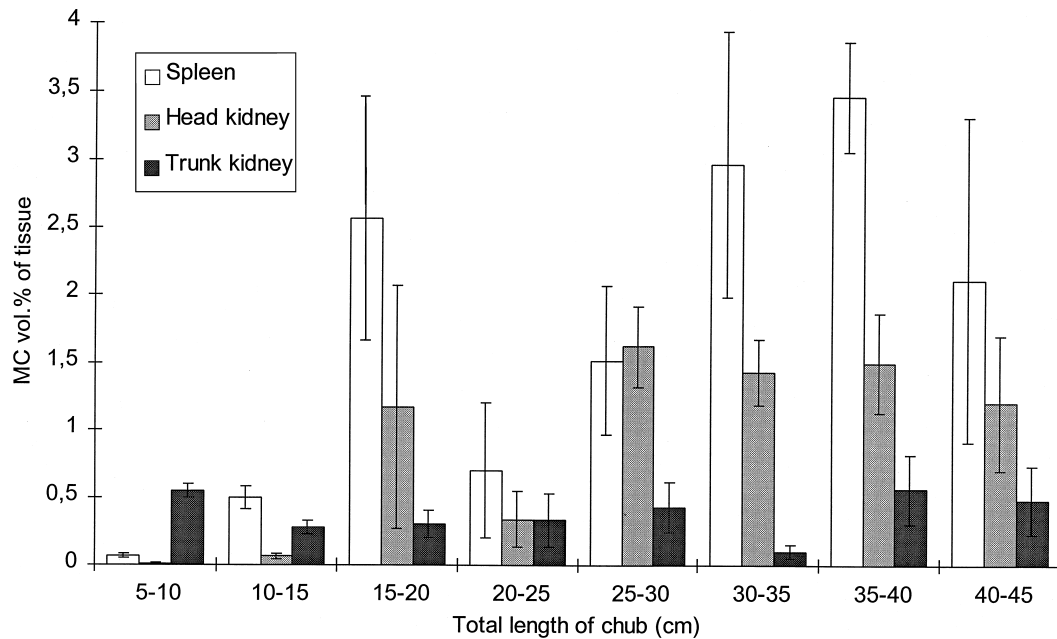 4
3,5
3
2,5
2
1,5
1
0,5
0
MC vol.% of tissue
Spleen
Head kidney
Trunk kidney
5-10 10-15 15-20 20-25 25-30 30-35 35-40 40-45
Total length of chub (cm)